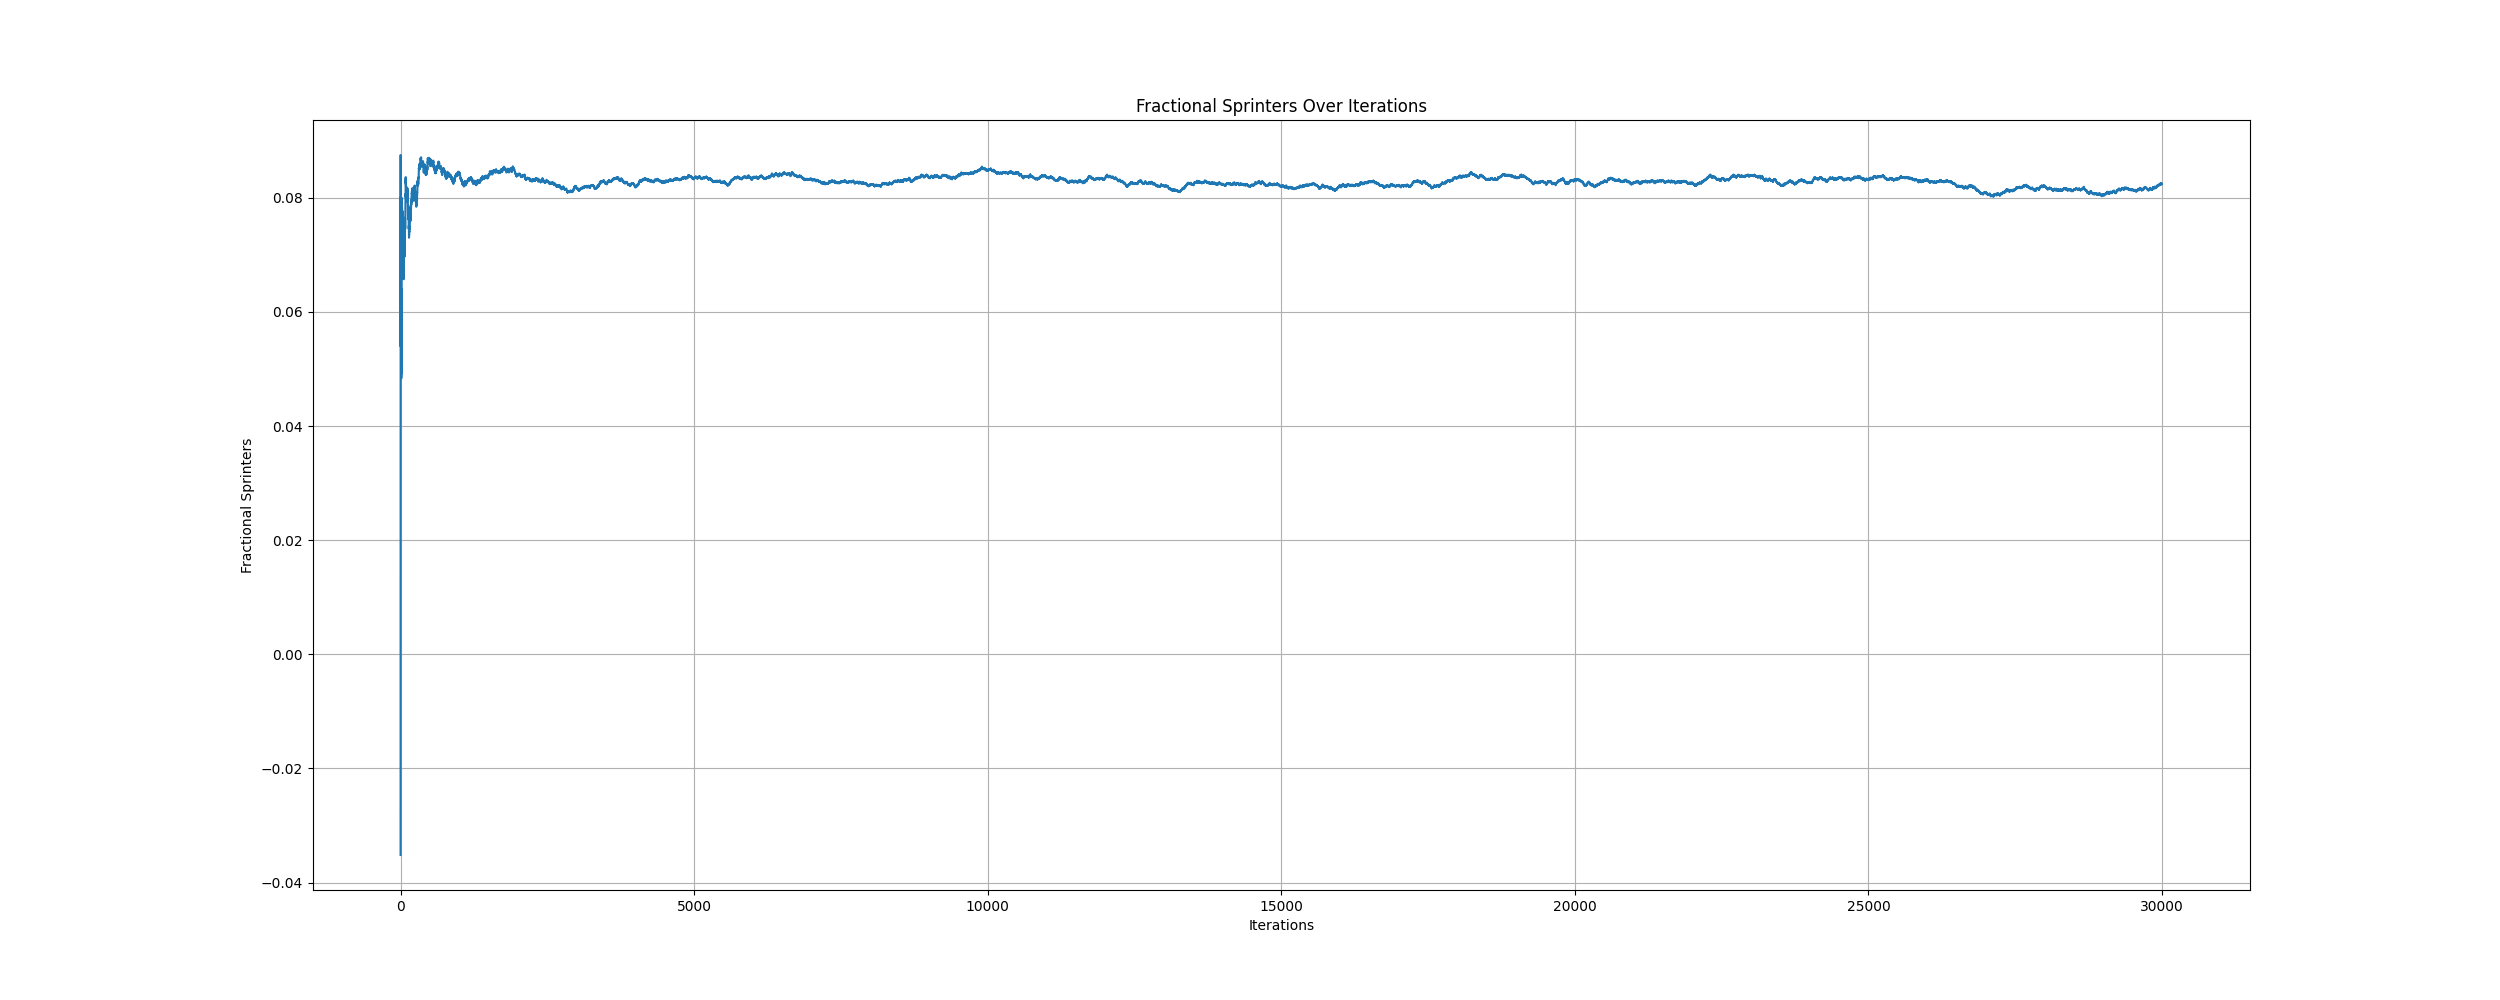 Fractional Sprinters Over Iterations
Fractional Sprinters
0.08
0.06
0.04
0.02
0.00
−0.02
−0.04
0 5000 10000 15000 20000 25000 30000
Iterations